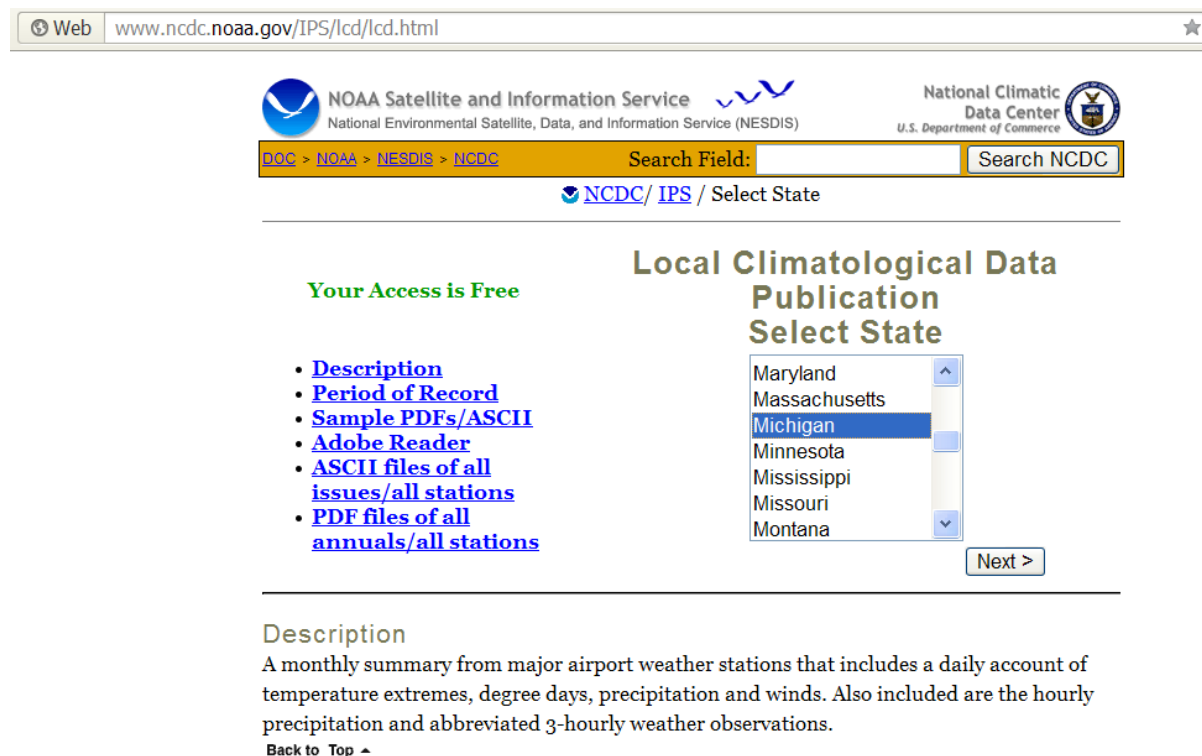 Web www.ncdc.noaa.gov/IPS/lcd/lcd.html
NOAA Satellite and Information Service
National Environmental Satellite, Data, and Information Service (NESDIS)
National Climatic
Data Center
U.S. Department of Commerce
DOC > NOAA > NESDIS > NCDC Search Field: Search NCDC
NCDC/ IPS / Select State
Your Access is Free
• Description
• Period of Record
• Sample PDFs/ASCII
• Adobe Reader
• ASCII files of all
issues/all stations
• PDF files of all
annuals/all stations
Local Climatological Data
Publication
Select State
Maryland
Massachusetts
Michigan
Minnesota
Mississippi
Missouri
Montana
Next >
Description
A monthly summary from major airport weather stations that includes a daily account of
temperature extremes, degree days, precipitation and winds. Also included are the hourly
precipitation and abbreviated 3-hourly weather observations.
Back to Top